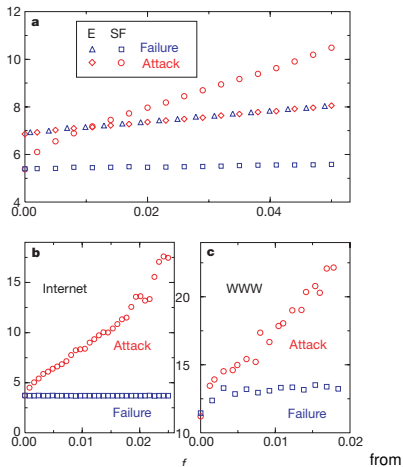 12
a
E SF
Failure
Attack
10
8
6
4
0.00 0.02 0.04
b
Internet
Attack
Failure
15
10
5
0
0.00 0.01 0.02
c
WWW
Attack
Failure
20
15
10
0.00 0.01 0.02
f
from